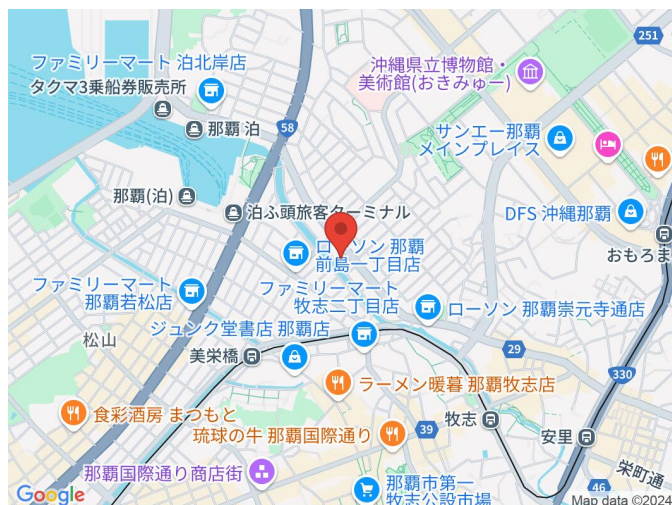 251
ファミリーマート 泊北岸店
沖縄県立博物館・
美術館(おきみゅー)
タクマ3乗船券販売所
那覇 泊
58
サンエー那覇
メインプレイス
那覇(泊)
泊ふ頭旅客ターミナル
DFS 沖縄那覇
おもろま
ローソン 那覇
前島一丁目店
ファミリーマート
那覇若松店
ファミリーマート
牧志二丁目店
ローソン 那覇崇元寺通店
ジュンク堂書店 那覇店
松山
美栄橋
29
330
ラーメン暖暮 那覇牧志店
食彩酒房 まつもと
琉球の牛 那覇国際通り
39
牧志
安里
那覇国際通り商店街
栄町通
那覇市第一
牧志公設市場
46
Google
Map data ©2024